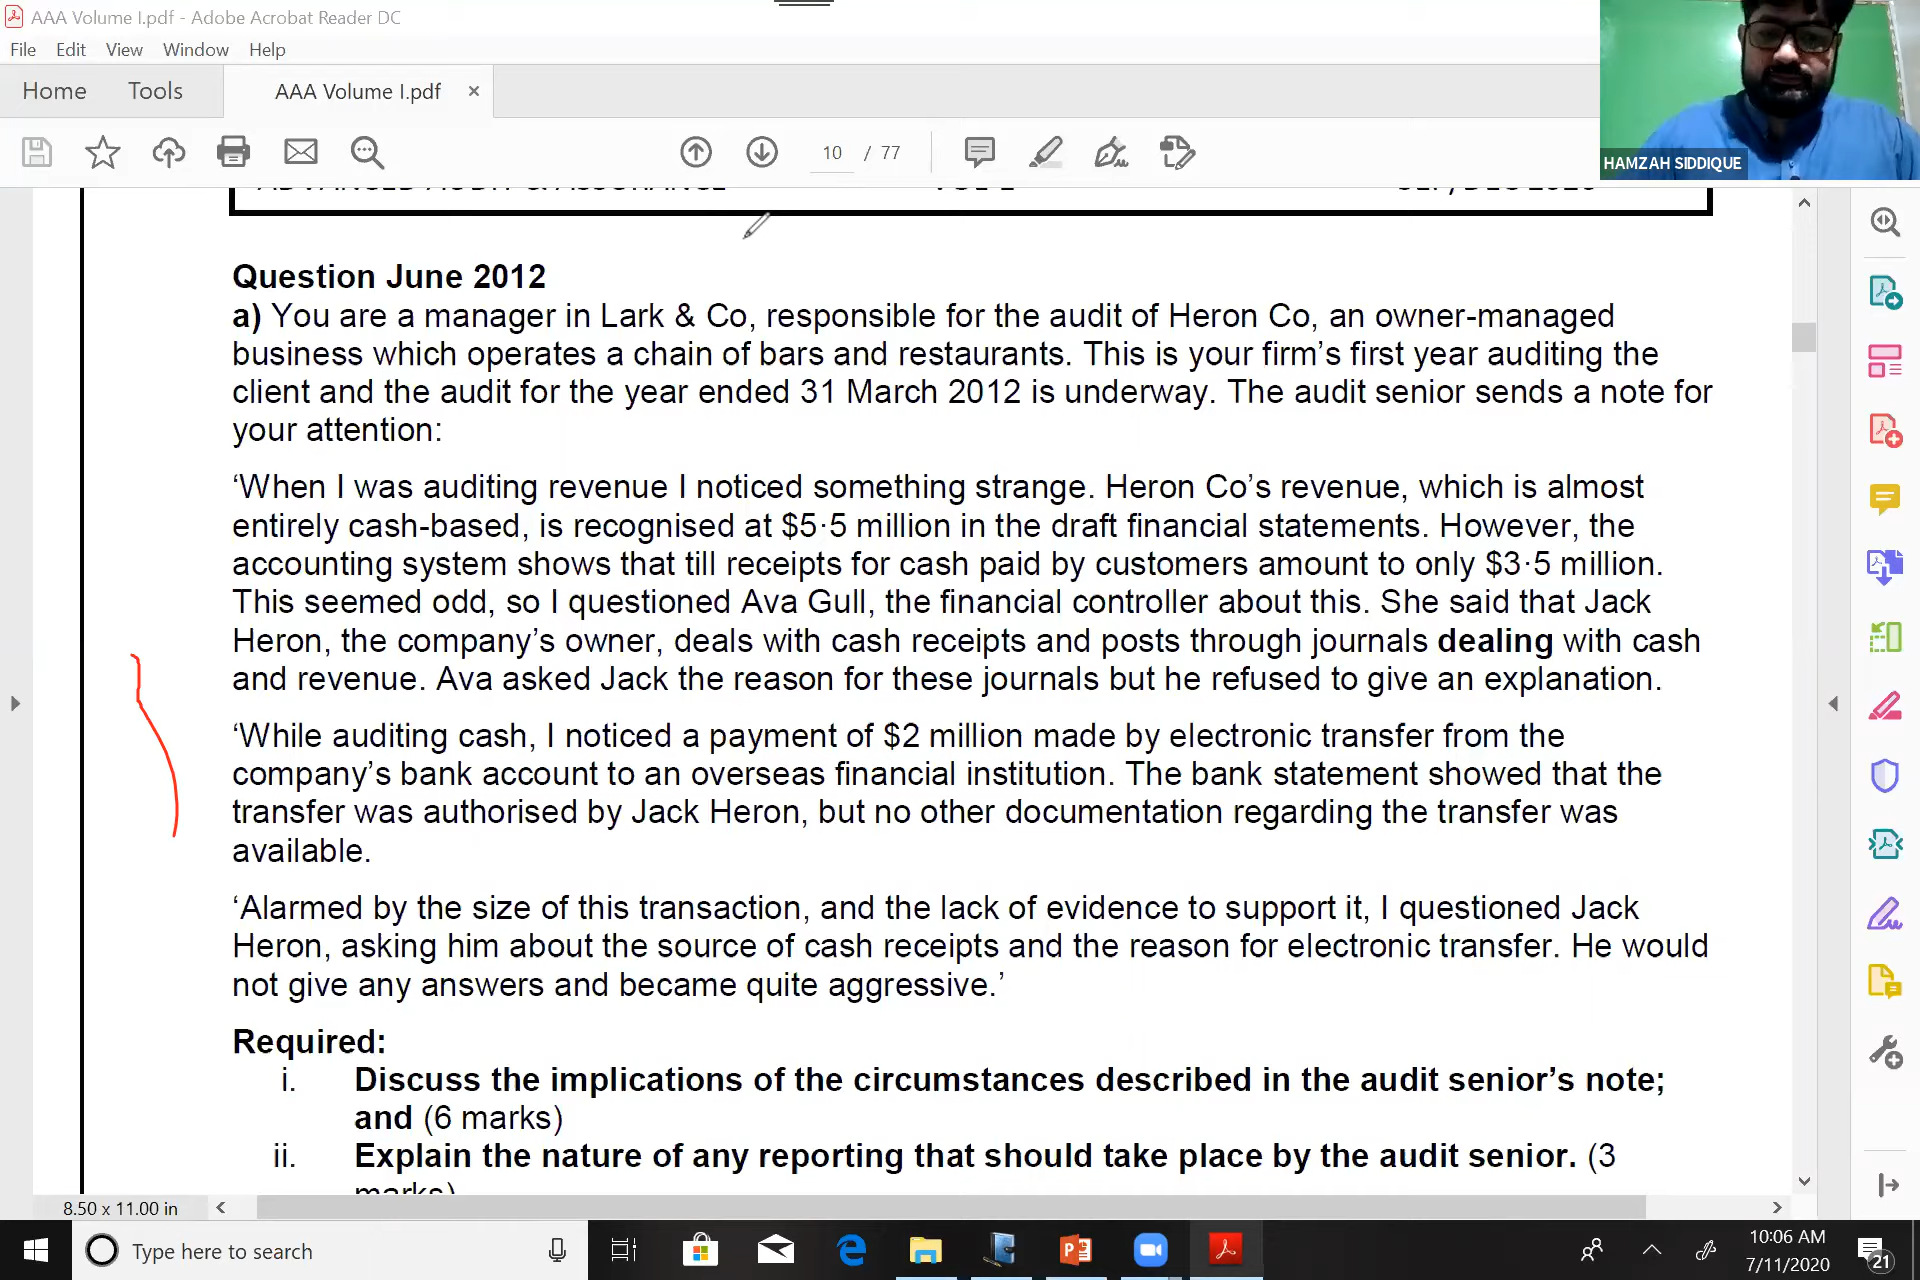 AAA Volume I.pdf - Adobe Acrobat Reader DC
File Edit View Window Help
Home Tools AAA Volume I.pdf ×
10 / 77
HAMZAH SIDDIQUE
ADVANCED AUDIT & ASSURANCE
Question June 2012
a) You are a manager in Lark & Co, responsible for the audit of Heron Co, an owner-managed
business which operates a chain of bars and restaurants. This is your firm’s first year auditing the
client and the audit for the year ended 31 March 2012 is underway. The audit senior sends a note for
your attention:
‘When I was auditing revenue I noticed something strange. Heron Co’s revenue, which is almost
entirely cash-based, is recognised at $5·5 million in the draft financial statements. However, the
accounting system shows that till receipts for cash paid by customers amount to only $3·5 million.
This seemed odd, so I questioned Ava Gull, the financial controller about this. She said that Jack
Heron, the company’s owner, deals with cash receipts and posts through journals dealing with cash
and revenue. Ava asked Jack the reason for these journals but he refused to give an explanation.
‘While auditing cash, I noticed a payment of $2 million made by electronic transfer from the
company’s bank account to an overseas financial institution. The bank statement showed that the
transfer was authorised by Jack Heron, but no other documentation regarding the transfer was
available.
‘Alarmed by the size of this transaction, and the lack of evidence to support it, I questioned Jack
Heron, asking him about the source of cash receipts and the reason for electronic transfer. He would
not give any answers and became quite aggressive.’
Required:
i. Discuss the implications of the circumstances described in the audit senior’s note;
and (6 marks)
ii. Explain the nature of any reporting that should take place by the audit senior. (3
marks)
8.50 x 11.00 in
Type here to search
10:06 AM
7/11/2020
21